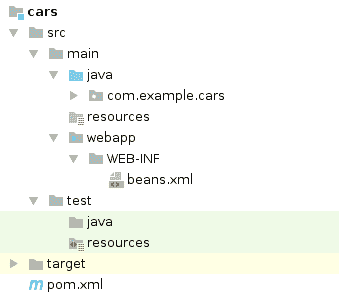 cars
src
main
java
com.example.cars
resources
webapp
WEB-INF
beans.xml
test
java
resources
target
m pom.xml